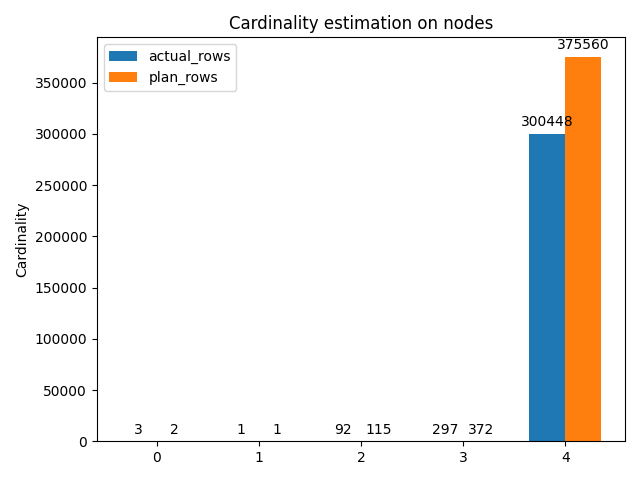 Cardinality estimation on nodes
actual_rows
plan_rows
Cardinality
350000
300000
250000
200000
150000
100000
50000
0
3 2 1 1 92 115 297 372 300448 375560
0 1 2 3 4